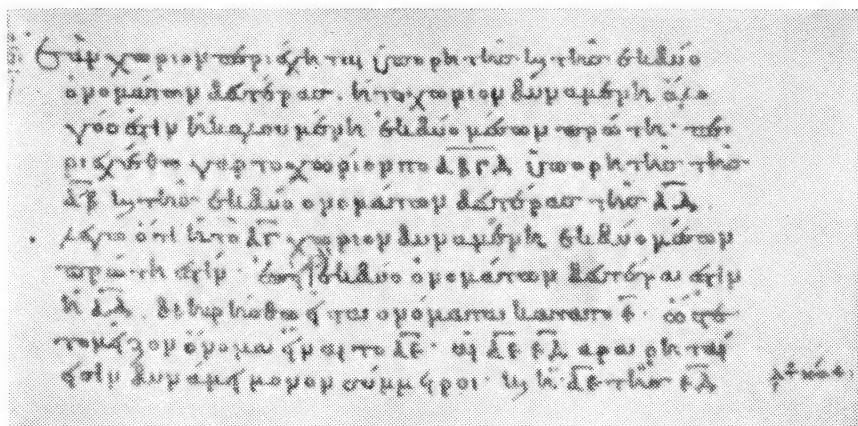 Ἐὰν χωρίον περιέχηται ὑπὸ ῥητῆς καὶ τῆς ἐκ δύο
ὀνομάτων δευτέρας· ἡ τὸ χωρίον δυναμένη ἄλο
γός ἐστιν ἡ καλουμένη ἐκ δύο μέσων πρώτη· πε
ριεχέσθω γὰρ τὸ χωρίον τὸ αβγδ ὑπὸ ῥητῆς τῆς
αβ καὶ τῆς ἐκ δύο ὀνομάτων δευτέρας τῆς αδ
λέγω ὅτι ἡ τὸ αγ χωρίον δυναμένη ἐκ δύο μέσων
πρώτη ἐστίν· ἐπεὶ ἐκ δύο ὀνομάτων δευτέρα ἐστὶν
ἡ αδ· διῃρήσθω εἰς τὰ ὀνόματα κατὰ τὸ ε· ὥστε
τὸ μεῖζον ὄνομα εἶναι τὸ αε· αἱ αε εδ ἄρα ῥηταί
εἰσιν δυνάμει μόνον σύμμετροι· καὶ ἡ αε τῆς εδ